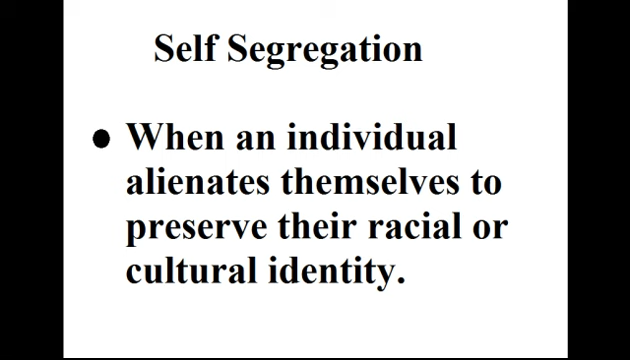 Self Segregation
● When an individual
alienates themselves to
preserve their racial or
cultural identity.